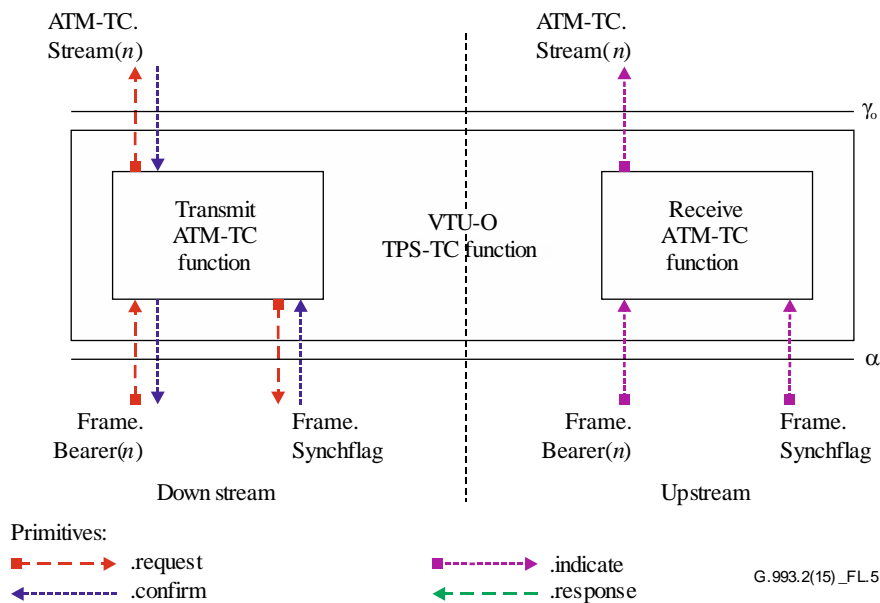 ATM-TC.
Stream(n)
ATM-TC.
Stream(n)
γₒ
Transmit
ATM-TC
function
VTU-O
TPS-TC function
Receive
ATM-TC
function
α
Frame.
Bearer(n)
Frame.
Synchflag
Frame.
Bearer(n)
Frame.
Synchflag
Down stream
Upstream
Primitives:
.request
.indicate
.confirm
.response
G.993.2(15)_FL.5